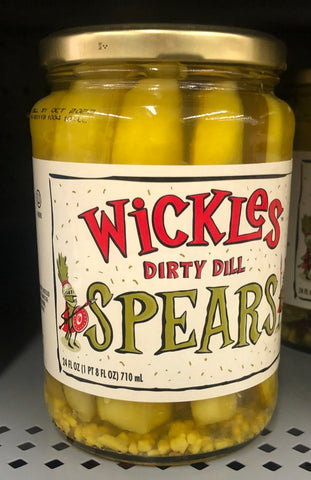 WiCKLeS
DIRTY DILL
SPEARS
24 FL OZ (1 PT 8 FL OZ) 710 mL